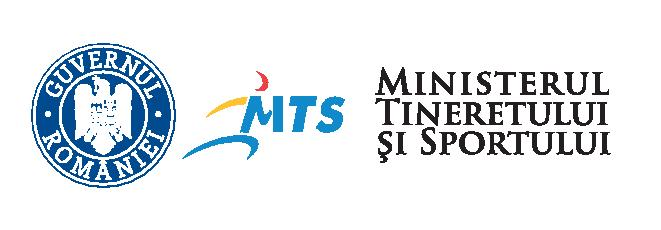 GUVERNUL
ROMÂNIEI
MTS
MINISTERUL
TINERETULUI
ŞI SPORTULUI